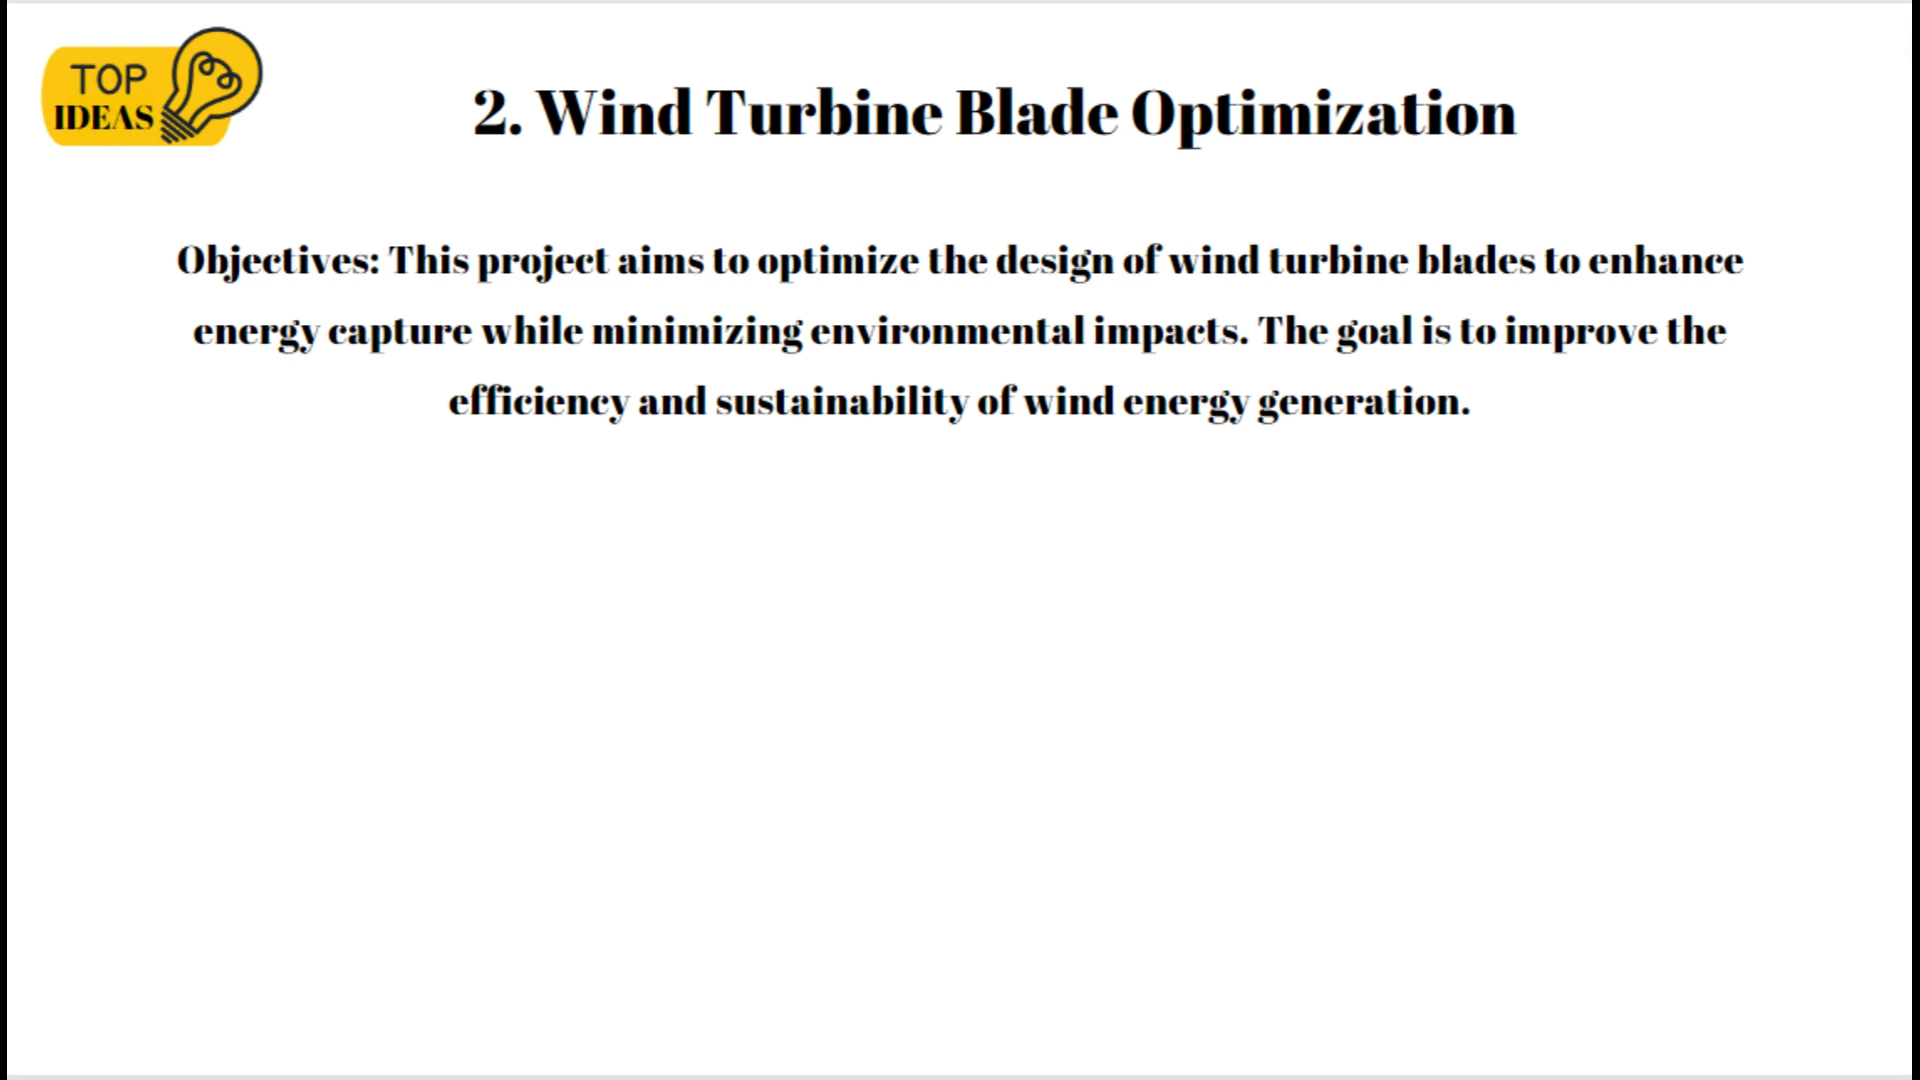 TOP
IDEAS
2. Wind Turbine Blade Optimization
Objectives: This project aims to optimize the design of wind turbine blades to enhance
energy capture while minimizing environmental impacts. The goal is to improve the
efficiency and sustainability of wind energy generation.